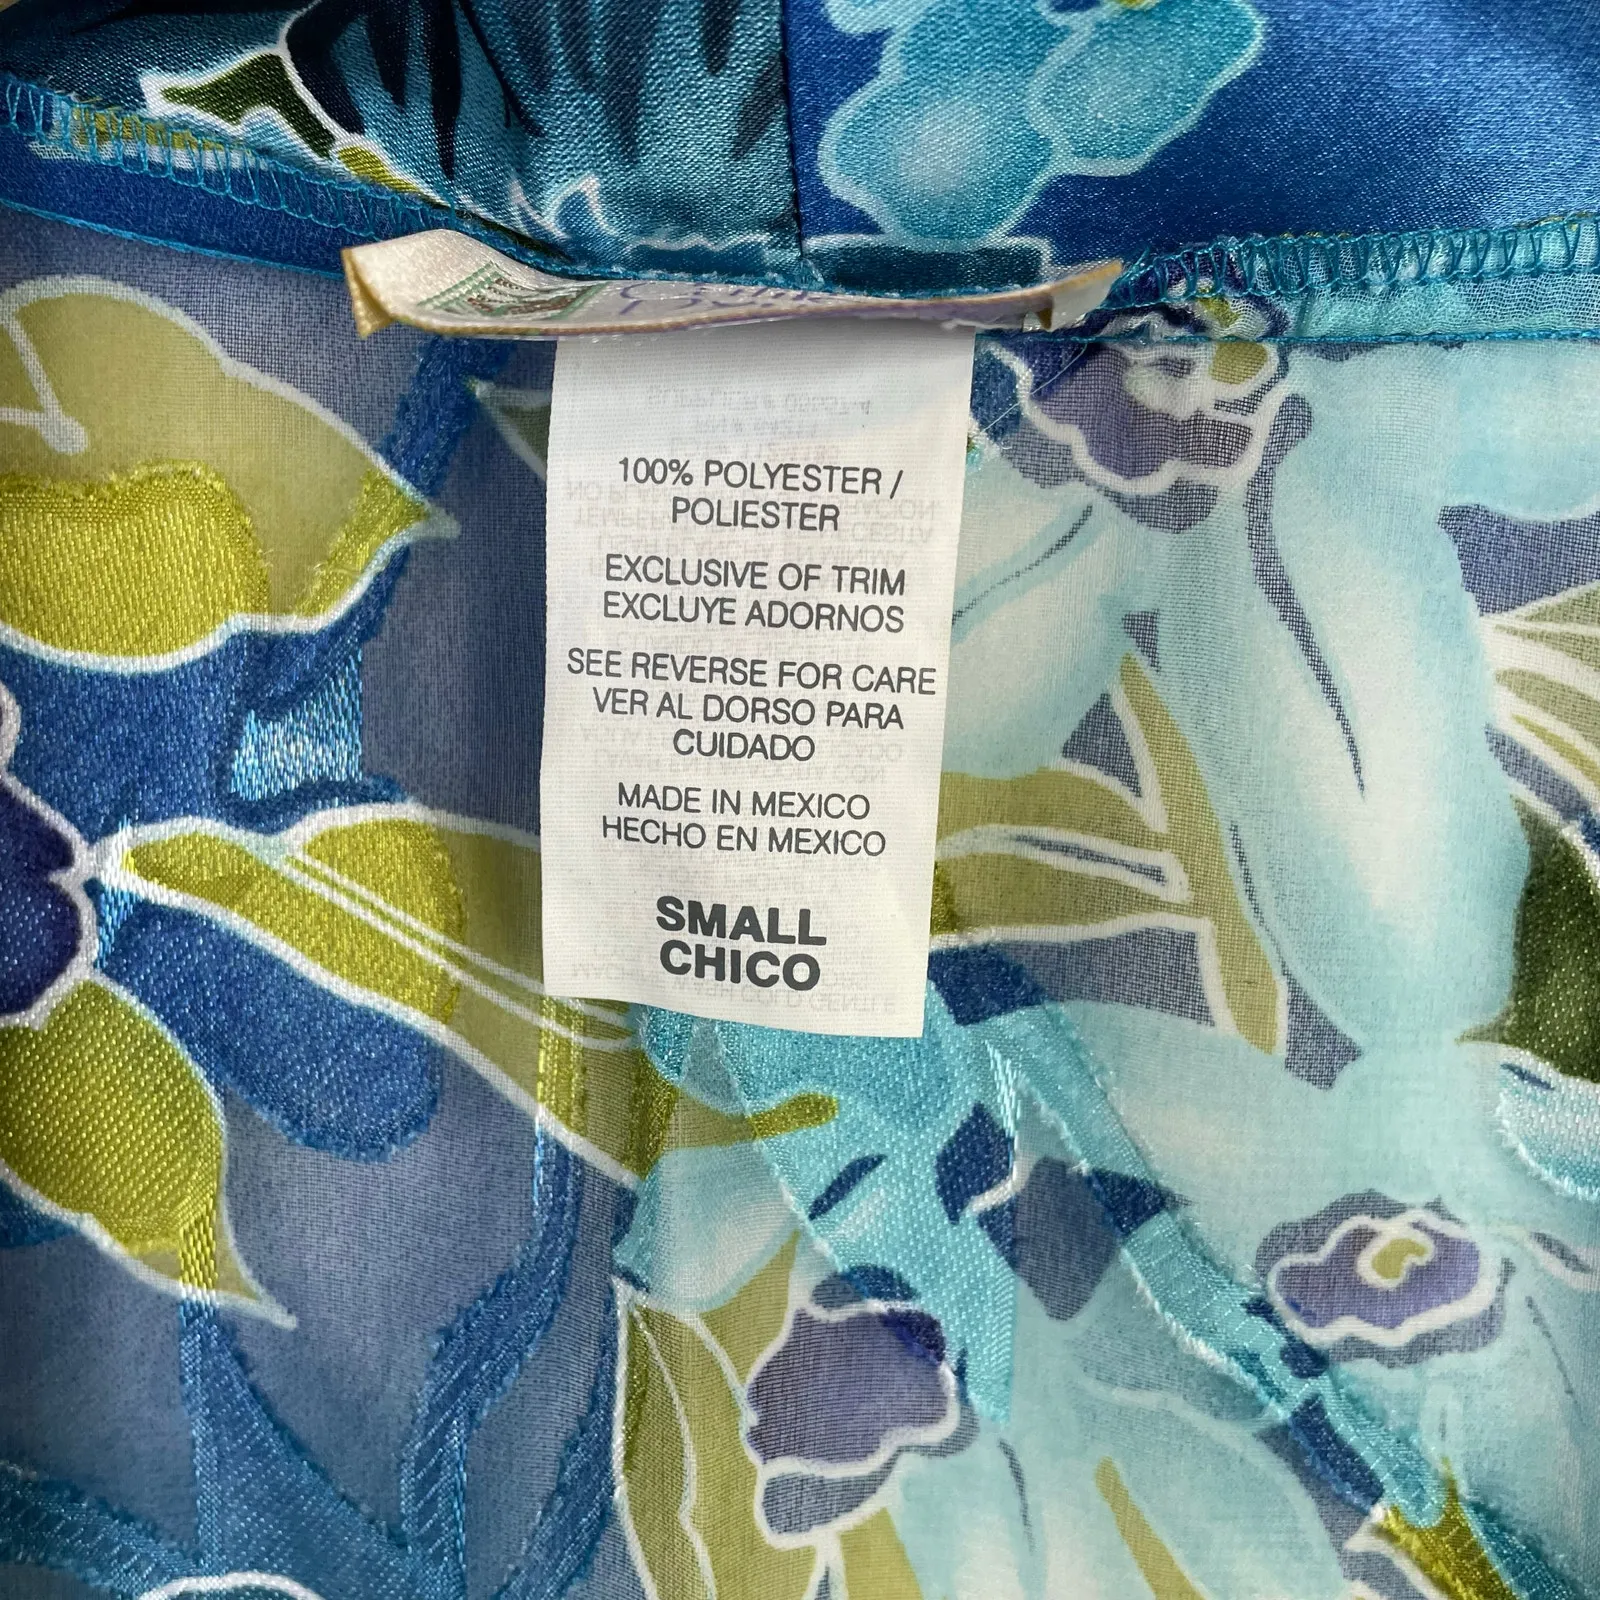 100% POLYESTER /
POLIESTER
EXCLUSIVE OF TRIM
EXCLUYE ADORNOS
SEE REVERSE FOR CARE
VER AL DORSO PARA
CUIDADO
MADE IN MEXICO
HECHO EN MEXICO
SMALL
CHICO